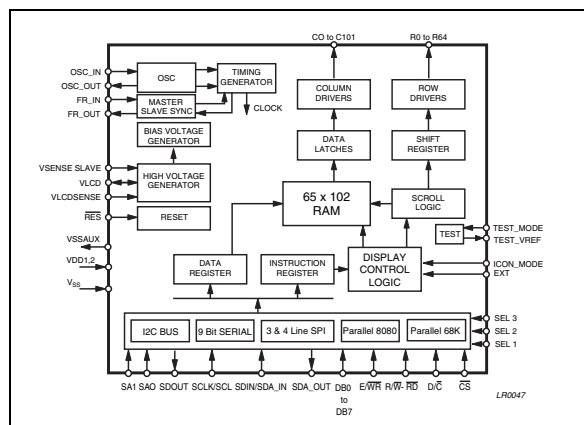 CO to C101 R0 to R64
OSC_IN
OSC_OUT
FR_IN
FR_OUT
OSC
TIMING
GENERATOR
MASTER
SLAVE SYNC
CLOCK
BIAS VOLTAGE
GENERATOR
VSENSE SLAVE
VLCD
VLCDSENSE
HIGH VOLTAGE
GENERATOR
RES
RESET
VSSAUX
VDD1,2
VSS
COLUMN
DRIVERS
ROW
DRIVERS
DATA
LATCHES
SHIFT
REGISTER
65 x 102
RAM
SCROLL
LOGIC
TEST
TEST_MODE
TEST_VREF
DATA
REGISTER
INSTRUCTION
REGISTER
DISPLAY
CONTROL
LOGIC
ICON_MODE
EXT
I2C BUS
9 Bit SERIAL
3 & 4 Line SPI
Parallel 8080
Parallel 68K
SEL 3
SEL 2
SEL 1
SA1 SAO SDOUT SCLK/SCL SDIN/SDA_IN SDA_OUT DB0 E/WR R/W- RD D/C CS
to
DB7
LR0047